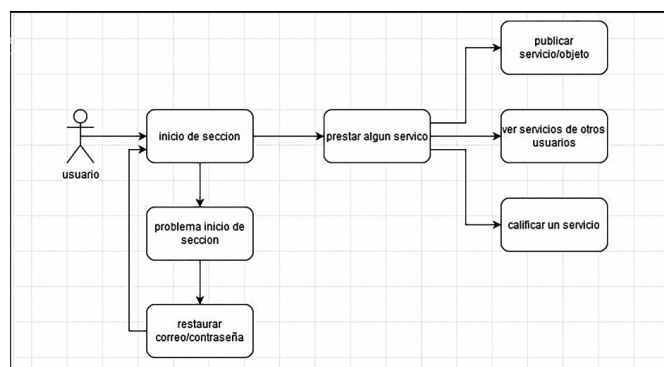 publicar
servicio/objeto
inicio de seccion
prestar algun servico
ver servicios de otros
usuarios
usuario
problema inicio de
seccion
calificar un servicio
restaurar
correo/contraseña